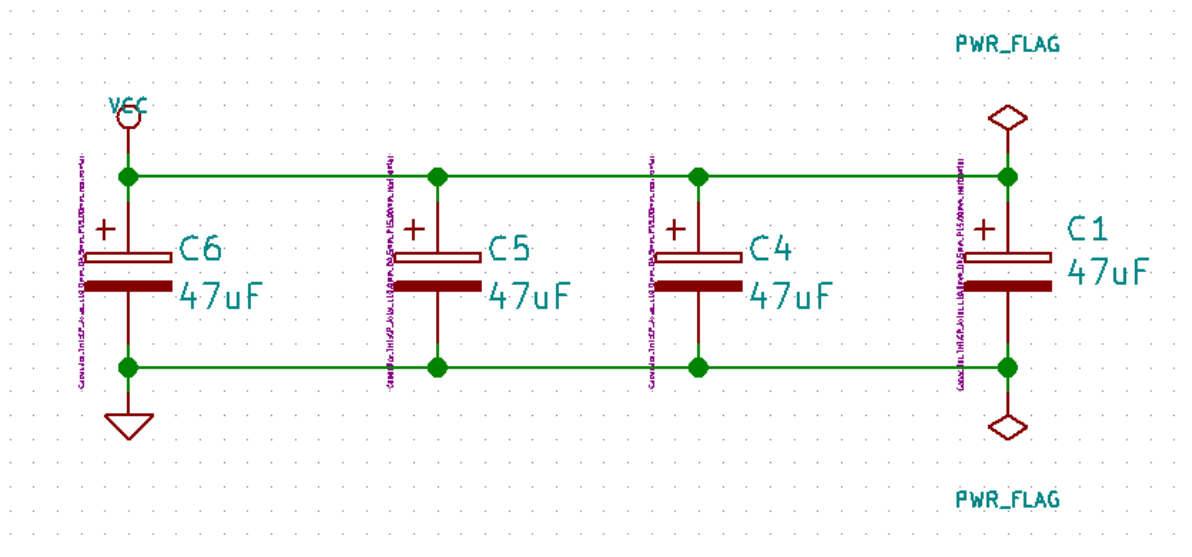 PWR_FLAG
VCC
+
C6
47uF
+
C5
47uF
+
C4
47uF
+
C1
47uF
PWR_FLAG